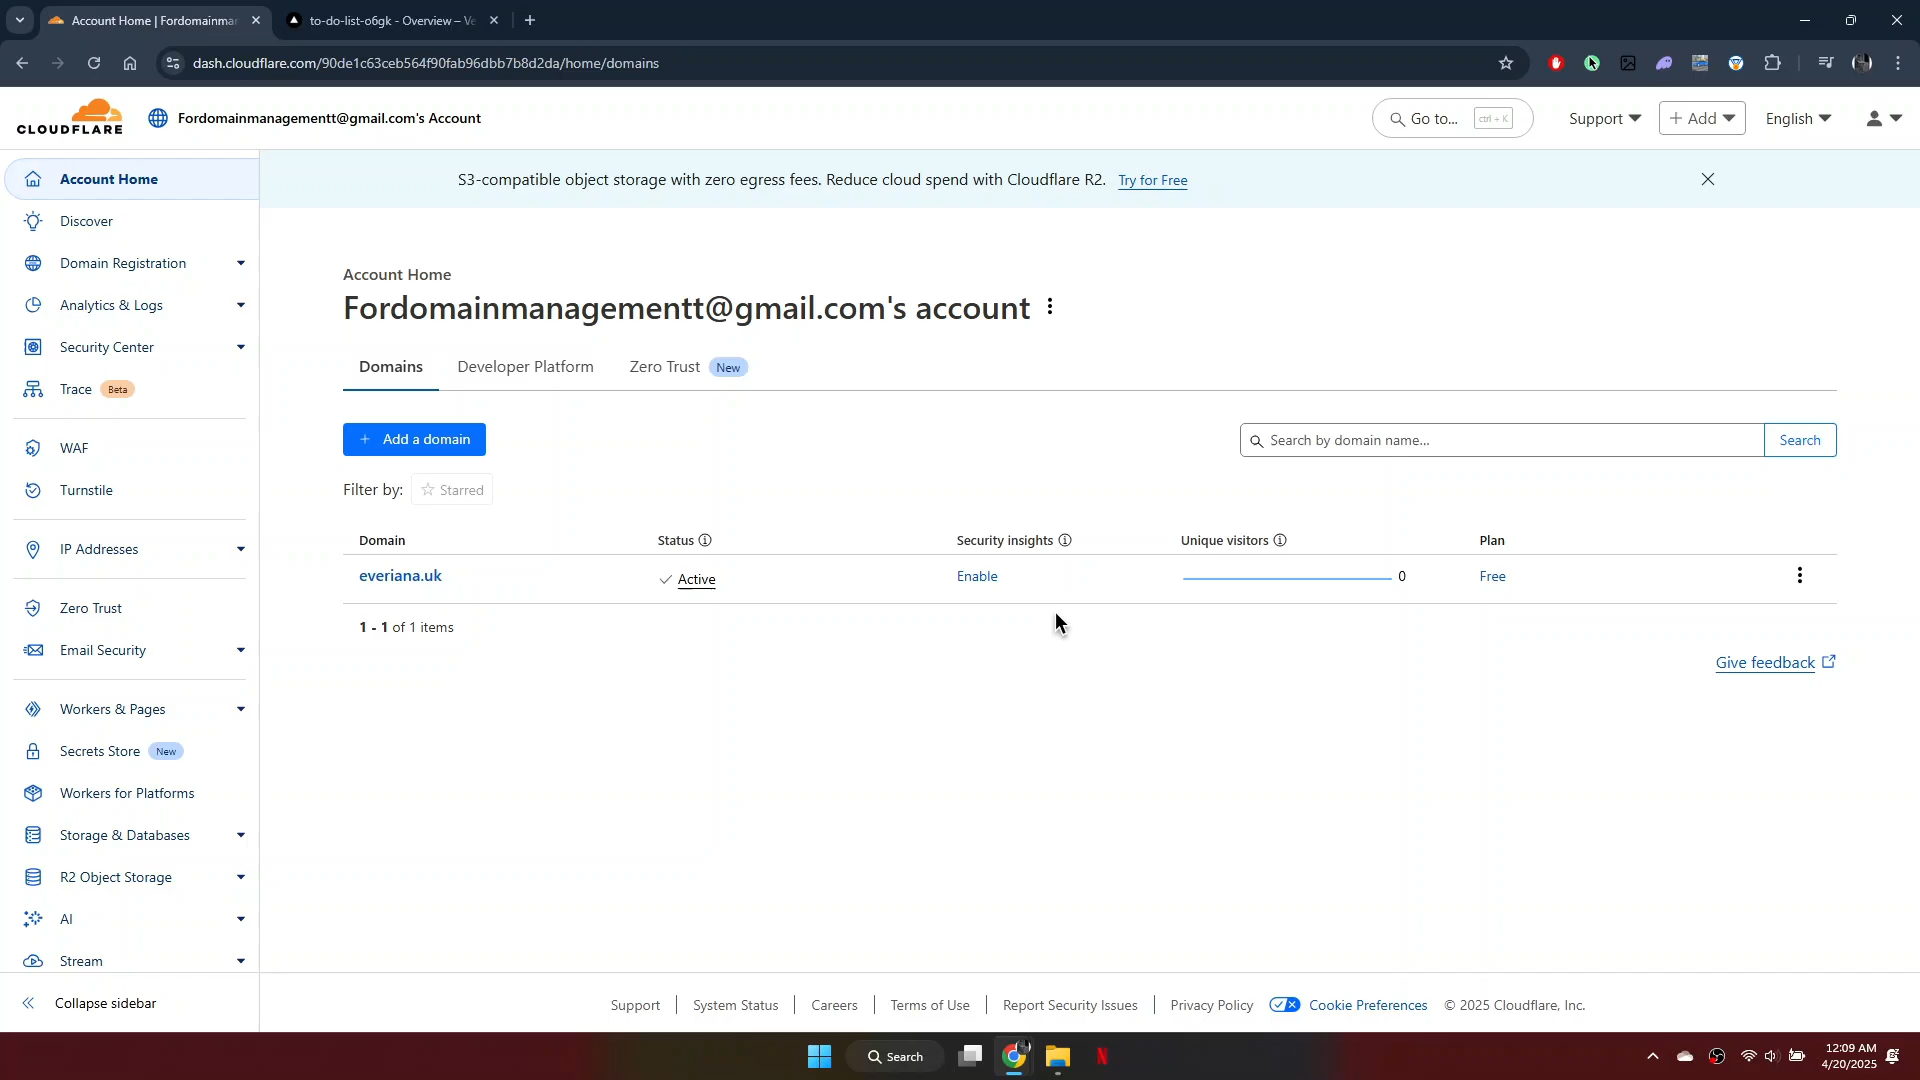 Account Home | Fordomainmar
to-do-list-o6gk - Overview – Ve
dash.cloudflare.com/90de1c63ceb564f90fab96dbb7b8d2da/home/domains
CLOUDFLARE
Fordomainmanagementt@gmail.com's Account
Go to...
ctrl + K
Support
+ Add
English
Account Home
Discover
Domain Registration
Analytics & Logs
Security Center
Trace Beta
WAF
Turnstile
IP Addresses
Zero Trust
Email Security
Workers & Pages
Secrets Store New
Workers for Platforms
Storage & Databases
R2 Object Storage
AI
Stream
Collapse sidebar
S3-compatible object storage with zero egress fees. Reduce cloud spend with Cloudflare R2. Try for Free
Account Home
Fordomainmanagementt@gmail.com's account
Domains
Developer Platform
Zero Trust New
+ Add a domain
Search by domain name...
Search
Filter by: Starred
Domain Status Security insights Unique visitors Plan
everiana.uk Active Enable 0 Free
1 - 1 of 1 items
Give feedback
Support System Status Careers Terms of Use Report Security Issues Privacy Policy Cookie Preferences © 2025 Cloudflare, Inc.
Search
N
12:09 AM
4/20/2025